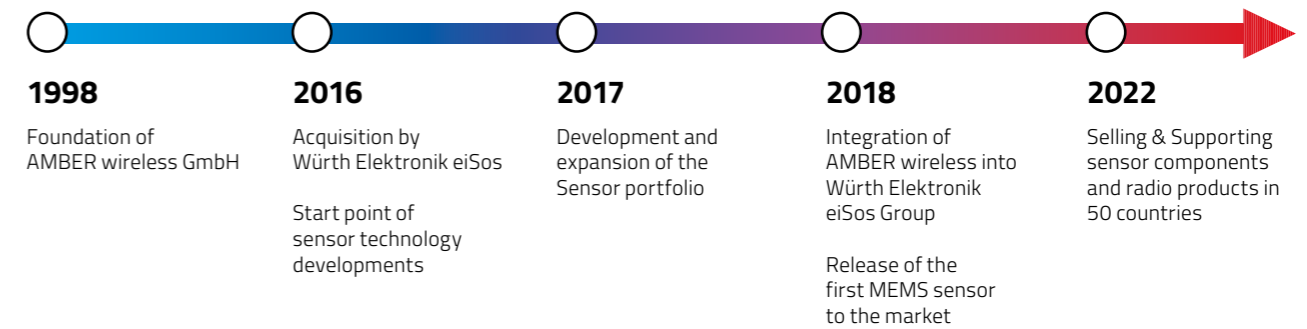 1998
Foundation of
AMBER wireless GmbH
2016
Acquisition by
Würth Elektronik eiSos
Start point of
sensor technology
developments
2017
Development and
expansion of the
Sensor portfolio
2018
Integration of
AMBER wireless into
Würth Elektronik
eiSos Group
Release of the
first MEMS sensor
to the market
2022
Selling & Supporting
sensor components
and radio products in
50 countries